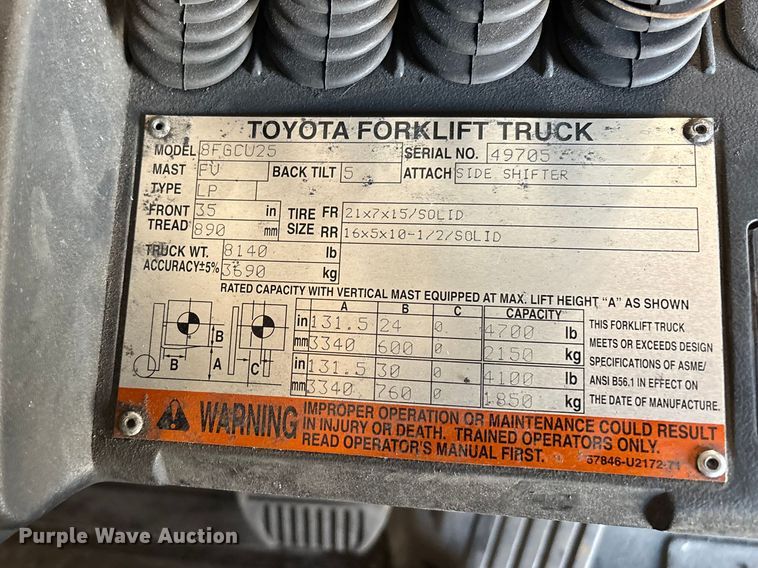 TOYOTA FORKLIFT TRUCK
MODEL 8FGCU25 SERIAL NO. 49705
MAST FV BACK TILT 5 ATTACH SIDE SHIFTER
TYPE LP
FRONT 35 in TIRE FR 21x7x15/SOLID
TREAD 890 mm SIZE RR 16x5x10-1/2/SOLID
TRUCK WT. 8140 lb
ACCURACY±5% 3690 kg
RATED CAPACITY WITH VERTICAL MAST EQUIPPED AT MAX. LIFT HEIGHT "A" AS SHOWN
A B C CAPACITY
in 131.5 24 0 4700 lb THIS FORKLIFT TRUCK
mm 3340 600 0 2150 kg MEETS OR EXCEEDS DESIGN
SPECIFICATIONS OF ASME/
in 131.5 30 0 4100 lb ANSI B56.1 IN EFFECT ON
mm 3340 760 0 1850 kg THE DATE OF MANUFACTURE.
B
B A C
WARNING IMPROPER OPERATION OR MAINTENANCE COULD RESULT
IN INJURY OR DEATH. TRAINED OPERATORS ONLY.
READ OPERATOR'S MANUAL FIRST. 57846-U2172-71
Purple Wave Auction